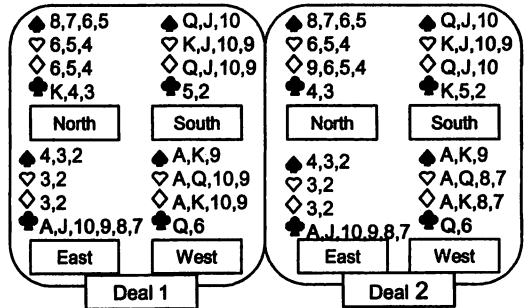 ♠ 8,7,6,5 ♠ Q,J,10
♡ 6,5,4 ♡ K,J,10,9
◇ 6,5,4 ◇ Q,J,10,9
♣ K,4,3 ♣ 5,2
North South
♠ 4,3,2 ♠ A,K,9
♡ 3,2 ♡ A,Q,10,9
◇ 3,2 ◇ A,K,10,9
♣ A,J,10,9,8,7 ♣ Q,6
East West
Deal 1
♠ 8,7,6,5 ♠ Q,J,10
♡ 6,5,4 ♡ K,J,10,9
◇ 9,6,5,4 ◇ Q,J,10
♣ 4,3 ♣ K,5,2
North South
♠ 4,3,2 ♠ A,K,9
♡ 3,2 ♡ A,Q,8,7
◇ 3,2 ◇ A,K,8,7
♣ A,J,10,9,8,7 ♣ Q,6
East West
Deal 2